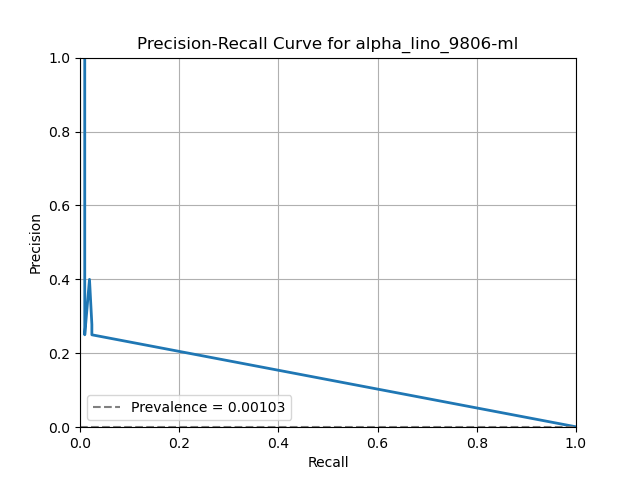 Precision-Recall Curve for alpha_lino_9806-ml
Precision
1.0
0.8
0.6
0.4
0.2
0.0
Prevalence = 0.00103
0.0 0.2 0.4 0.6 0.8 1.0
Recall